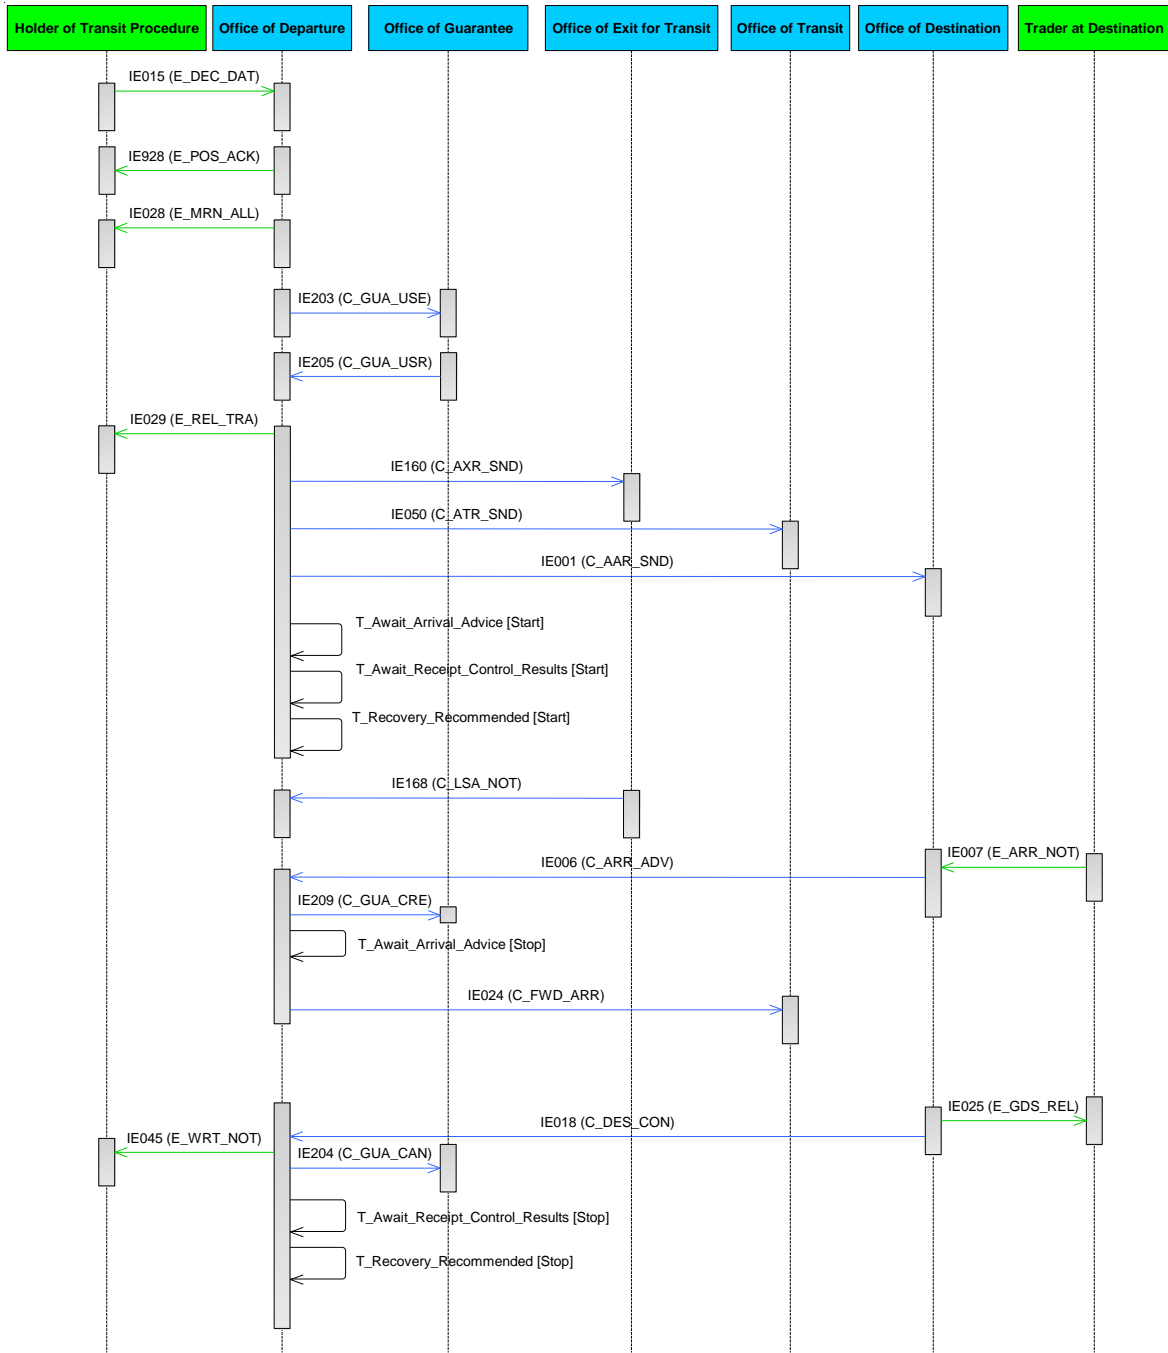 Holder of Transit Procedure
Office of Departure
Office of Guarantee
Office of Exit for Transit
Office of Transit
Office of Destination
Trader at Destination
IE015 (E_DEC_DAT)
IE928 (E_POS_ACK)
IE028 (E_MRN_ALL)
IE203 (C_GUA_USE)
IE205 (C_GUA_USR)
IE029 (E_REL_TRA)
IE160 (C_AXR_SND)
IE050 (C_ATR_SND)
IE001 (C_AAR_SND)
T_Await_Arrival_Advice [Start]
T_Await_Receipt_Control_Results [Start]
T_Recovery_Recommended [Start]
IE168 (C_LSA_NOT)
IE007 (E_ARR_NOT)
IE006 (C_ARR_ADV)
IE209 (C_GUA_CRE)
T_Await_Arrival_Advice [Stop]
IE024 (C_FWD_ARR)
IE025 (E_GDS_REL)
IE018 (C_DES_CON)
IE045 (E_WRT_NOT)
IE204 (C_GUA_CAN)
T_Await_Receipt_Control_Results [Stop]
T_Recovery_Recommended [Stop]